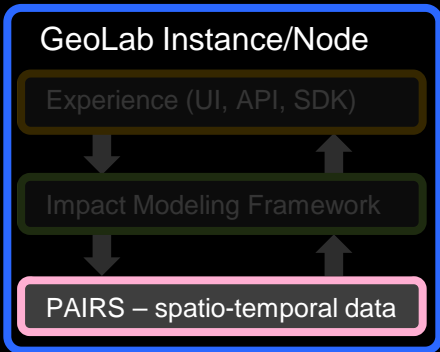 GeoLab Instance/Node
Experience (UI, API, SDK)
Impact Modeling Framework
PAIRS – spatio-temporal data